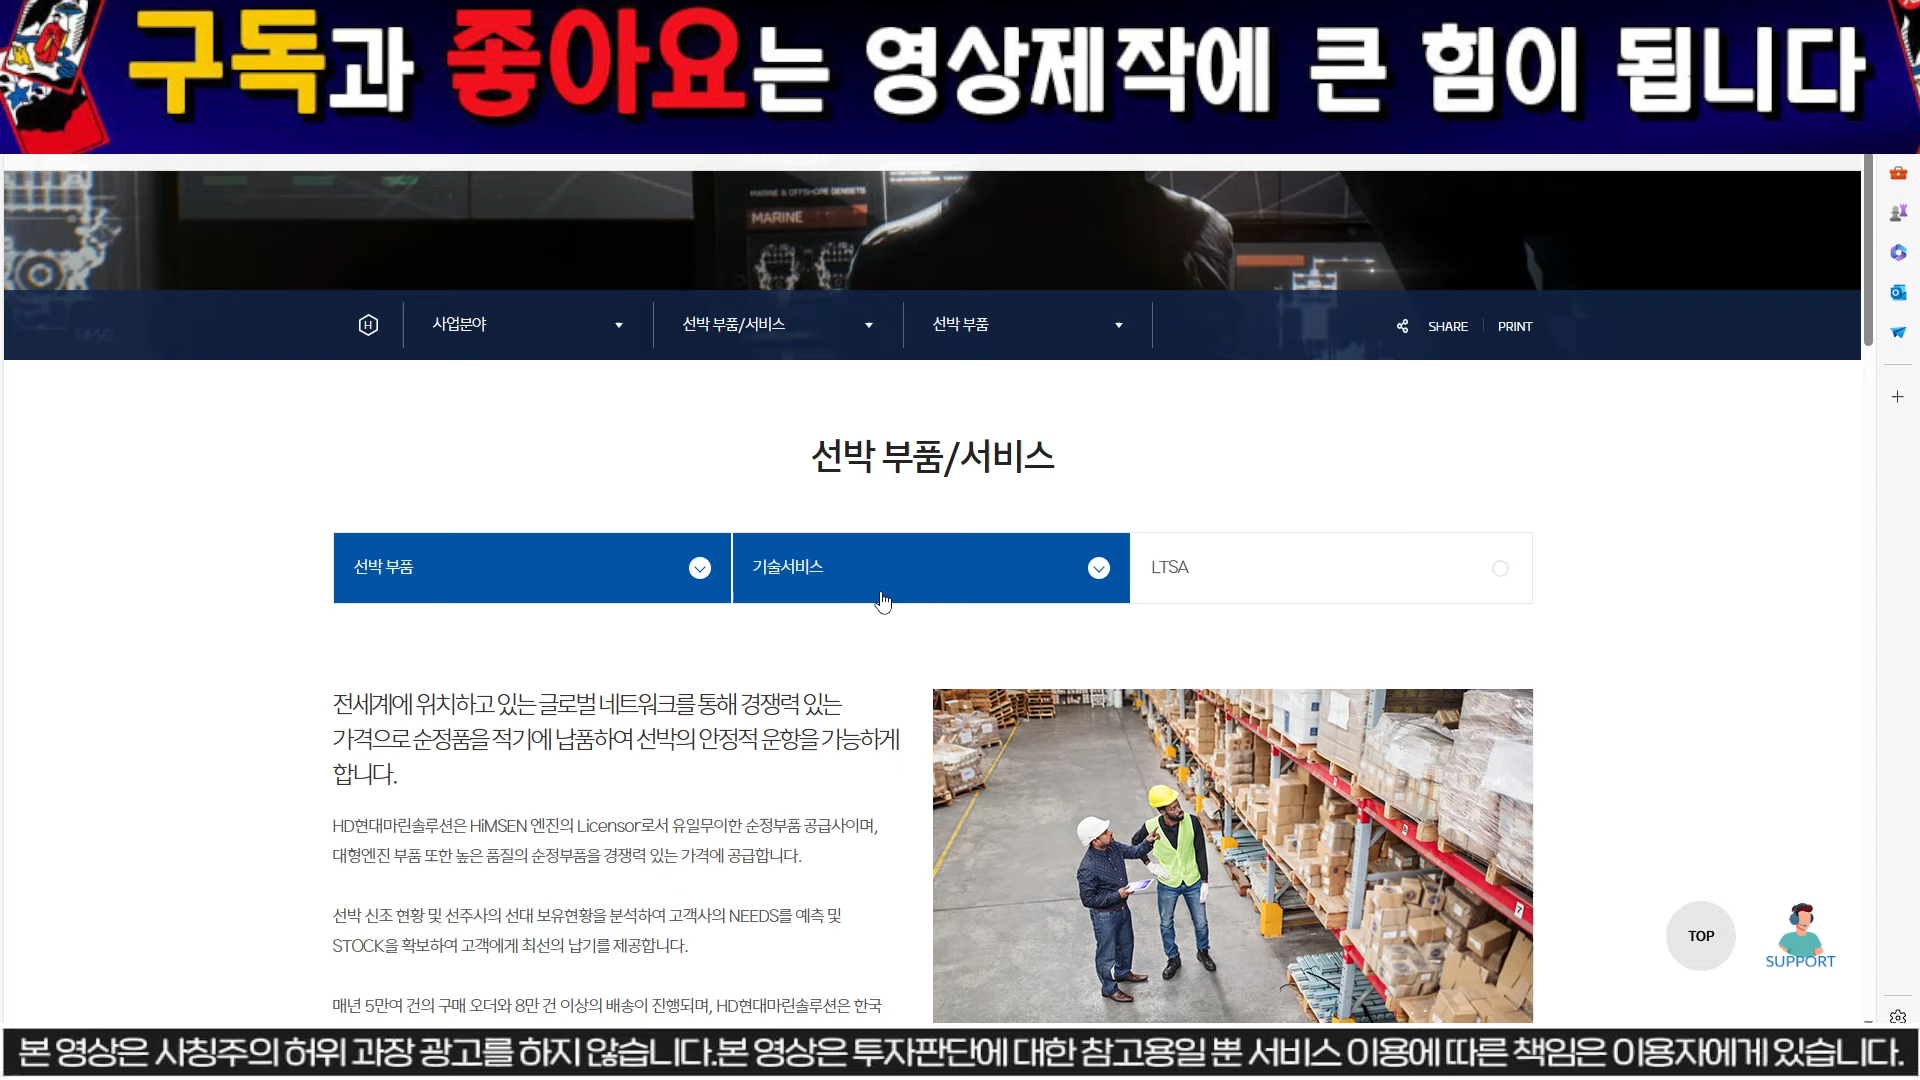 구독과 좋아요는 영상제작에 큰 힘이 됩니다
MARINE & OFFSHORE GENSETS
MARINE
H
사업분야
선박 부품/서비스
선박 부품
SHARE
PRINT
선박 부품/서비스
선박 부품
기술서비스
LTSA
전세계에 위치하고 있는 글로벌 네트워크를 통해 경쟁력 있는
가격으로 순정품을 적기에 납품하여 선박의 안정적 운항을 가능하게
합니다.
HD현대마린솔루션은 HiMSEN 엔진의 Licensor로서 유일무이한 순정부품 공급사이며,
대형엔진 부품 또한 높은 품질의 순정부품을 경쟁력 있는 가격에 공급합니다.
선박 신조 현황 및 선주사의 선대 보유현황을 분석하여 고객사의 NEEDS를 예측 및
STOCK을 확보하여 고객에게 최선의 납기를 제공합니다.
매년 5만여 건의 구매 오더와 8만 건 이상의 배송이 진행되며, HD현대마린솔루션은 한국
7
TOP
SUPPORT
본 영상은 사칭주의 허위 과장 광고를 하지 않습니다.본 영상은 투자판단에 대한 참고용일 뿐 서비스 이용에 따른 책임은 이용자에게 있습니다.